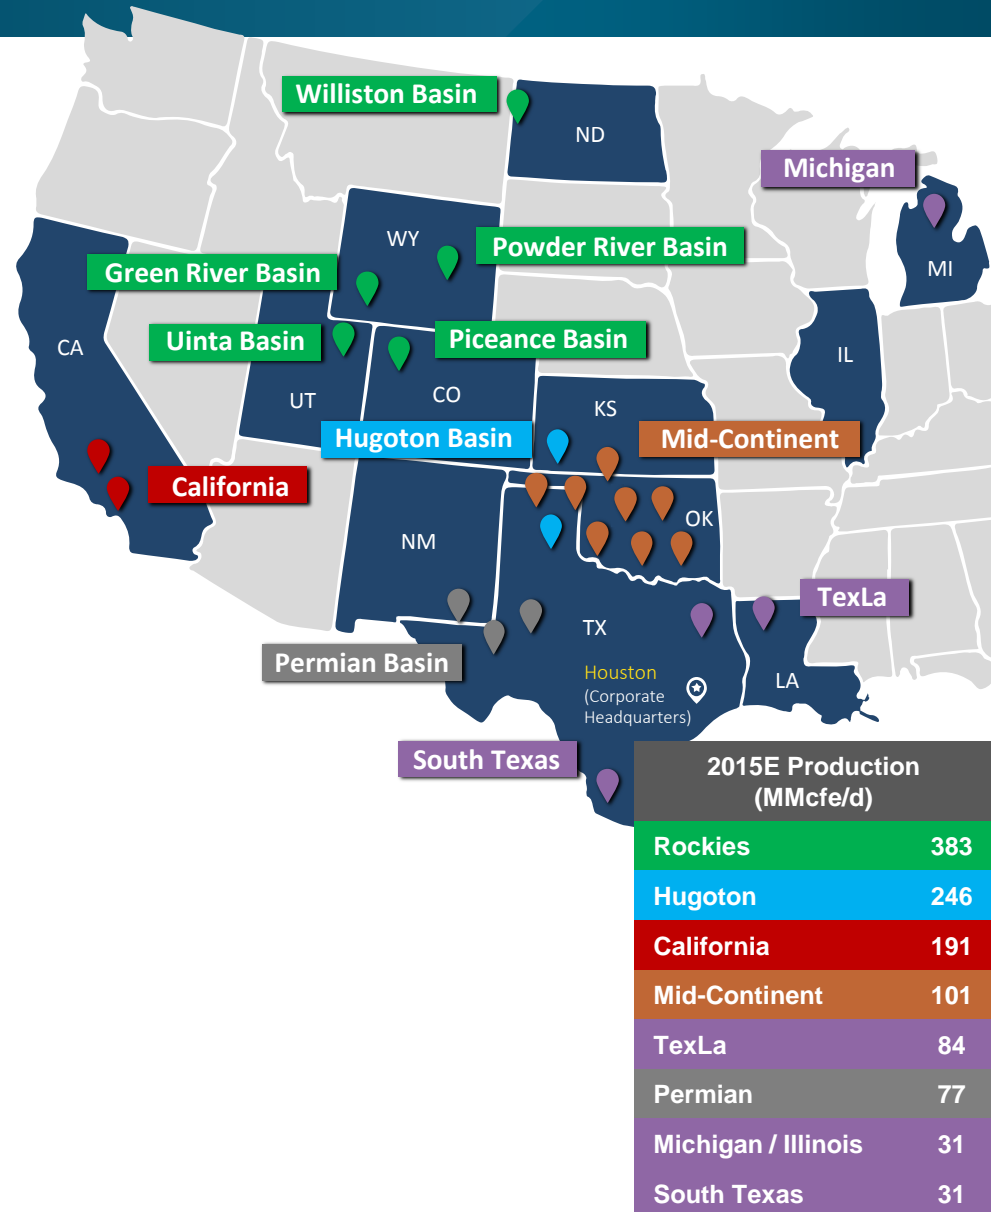 Williston Basin
ND
Michigan
WY
Powder River Basin
Green River Basin
MI
Uinta Basin
Piceance Basin
CA
IL
UT
CO
KS
Hugoton Basin
Mid-Continent
California
OK
NM
TexLa
TX
Permian Basin
Houston
(Corporate
Headquarters)
LA
South Texas
2015E Production
(MMcfe/d)
Rockies 383
Hugoton 246
California 191
Mid-Continent 101
TexLa 84
Permian 77
Michigan / Illinois 31
South Texas 31